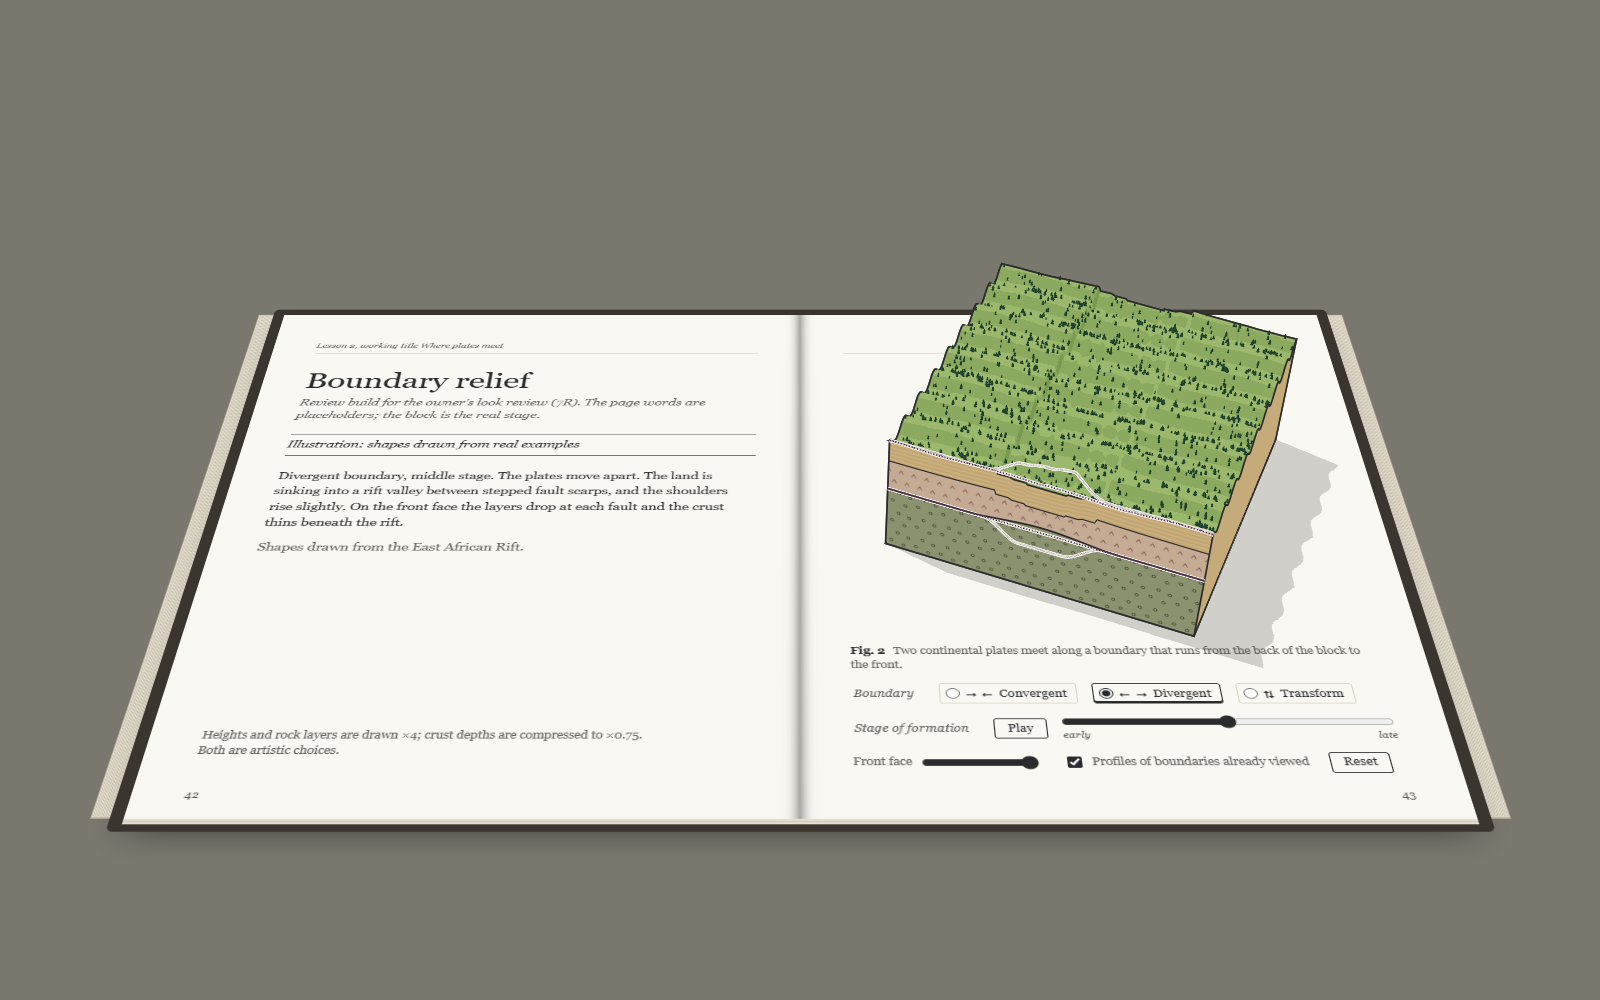 Lesson 2, working title Where plates meet
Boundary relief
Review build for the owner's look review (7R). The page words are
placeholders; the block is the real stage.
Illustration: shapes drawn from real examples
Divergent boundary, middle stage. The plates move apart. The land is
sinking into a rift valley between stepped fault scarps, and the shoulders
rise slightly. On the front face the layers drop at each fault and the crust
thins beneath the rift.
Shapes drawn from the East African Rift.
Heights and rock layers are drawn ×4; crust depths are compressed to ×0.75.
Both are artistic choices.
42
Fig. 2 Two continental plates meet along a boundary that runs from the back of the block to
the front.
Boundary → ← Convergent ← → Divergent ⇅ Transform
Stage of formation Play early late
Front face Profiles of boundaries already viewed Reset
43